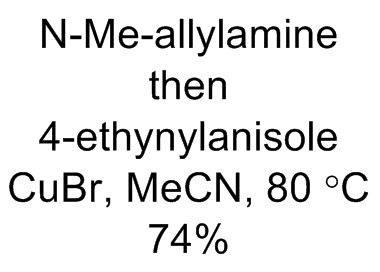 N-Me-allylamine
then
4-ethynylanisole
CuBr, MeCN, 80 °C
74%